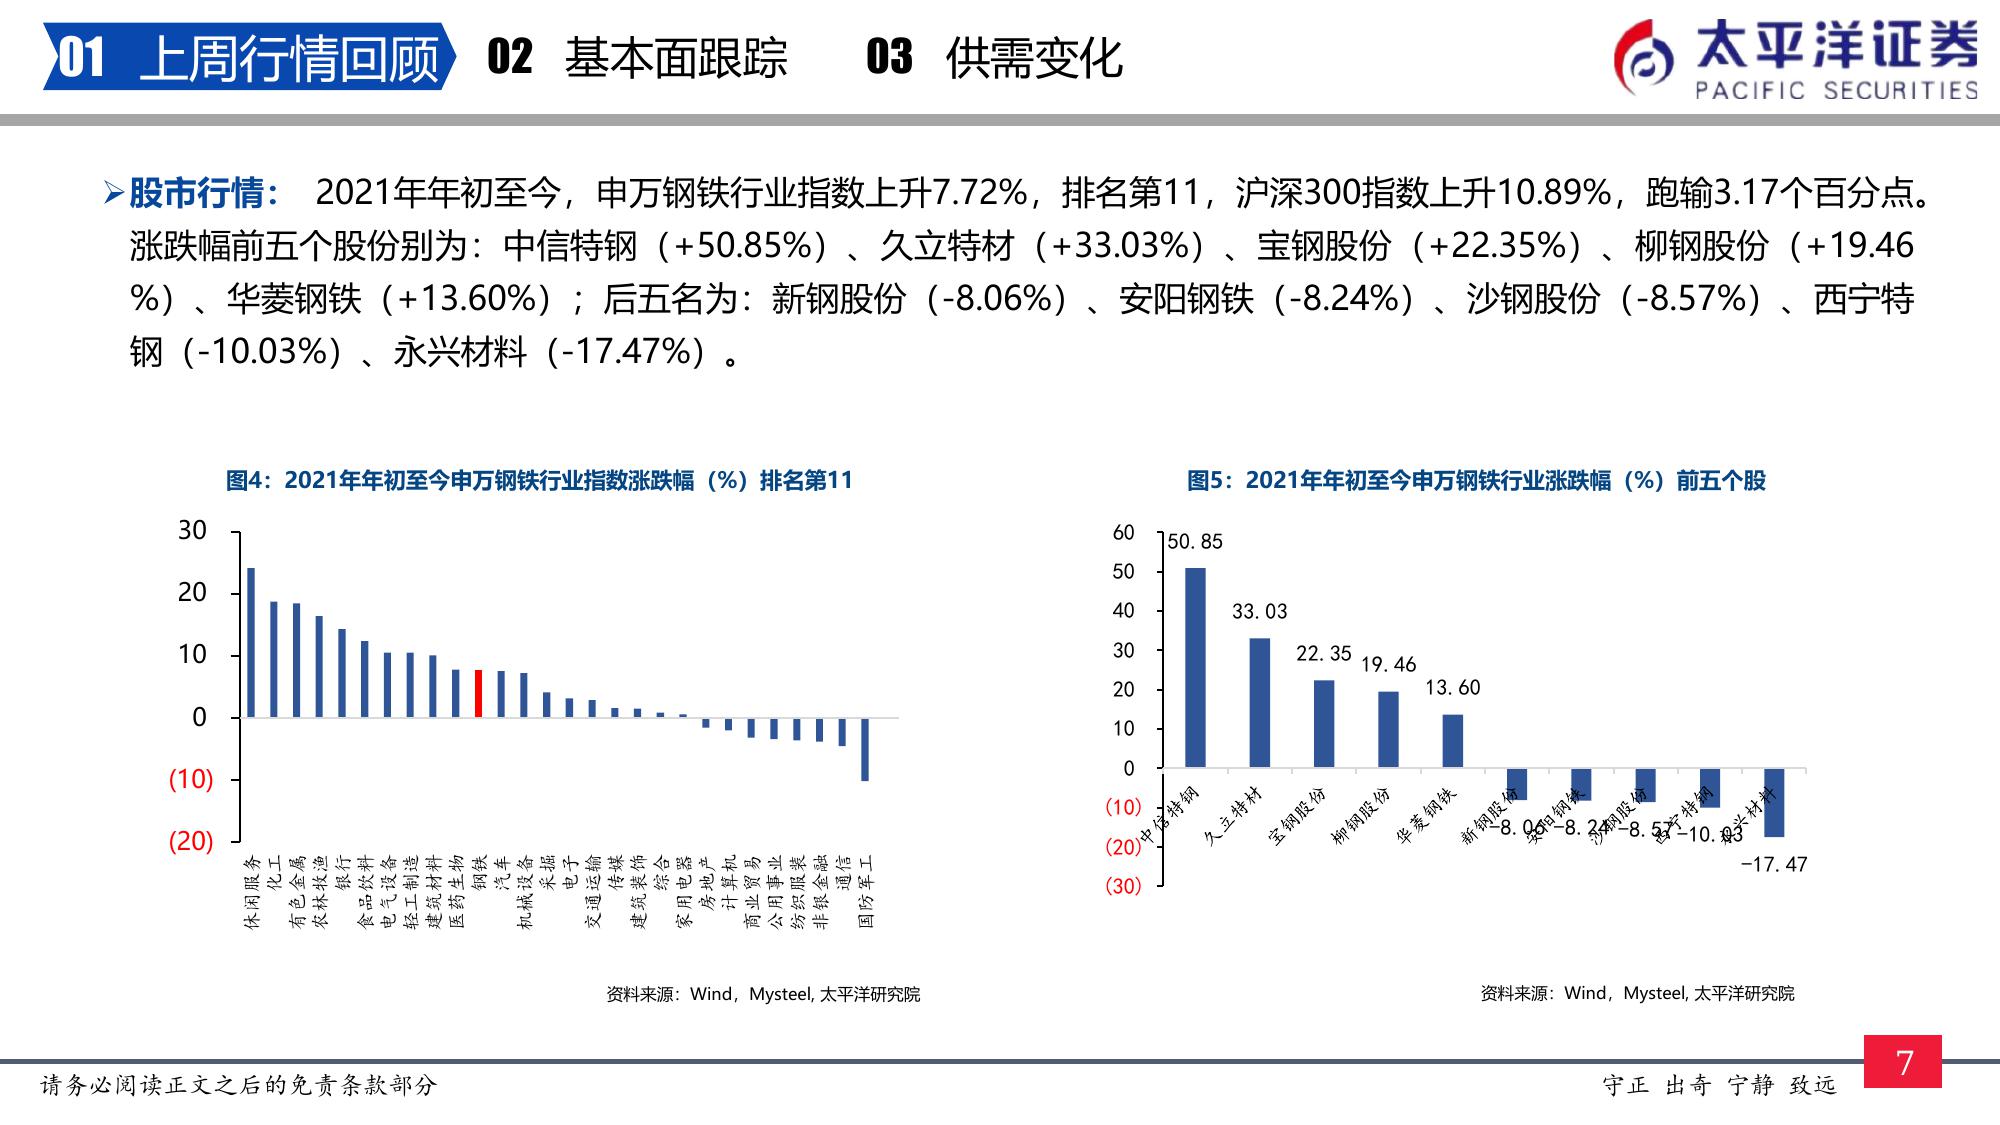 01 上周行情回顾 02 基本面跟踪 03 供需变化
太平洋证券
PACIFIC SECURITIES
➢股市行情： 2021年年初至今，申万钢铁行业指数上升7.72%，排名第11，沪深300指数上升10.89%，跑输3.17个百分点。
涨跌幅前五个股份别为：中信特钢（+50.85%）、久立特材（+33.03%）、宝钢股份（+22.35%）、柳钢股份（+19.46
%）、华菱钢铁（+13.60%）；后五名为：新钢股份（-8.06%）、安阳钢铁（-8.24%）、沙钢股份（-8.57%）、西宁特
钢（-10.03%）、永兴材料（-17.47%）。
图4：2021年年初至今申万钢铁行业指数涨跌幅（%）排名第11
30
20
10
0
(10)
(20)
休闲服务
化工
有色金属
农林牧渔
银行
食品饮料
电气设备
轻工制造
建筑材料
医药生物
钢铁
汽车
机械设备
采掘
电子
交通运输
传媒
建筑装饰
综合
家用电器
房地产
计算机
商业贸易
公用事业
纺织服装
非银金融
通信
国防军工
资料来源：Wind，Mysteel, 太平洋研究院
图5：2021年年初至今申万钢铁行业涨跌幅（%）前五个股
60
50
40
30
20
10
0
(10)
(20)
(30)
50.85
33.03
22.35
19.46
13.60
-8.06
-8.24
-8.57
-10.03
-17.47
中信特钢
久立特材
宝钢股份
柳钢股份
华菱钢铁
新钢股份
安阳钢铁
沙钢股份
西宁特钢
永兴材料
资料来源：Wind，Mysteel, 太平洋研究院
请务必阅读正文之后的免责条款部分
守正 出奇 宁静 致远
7